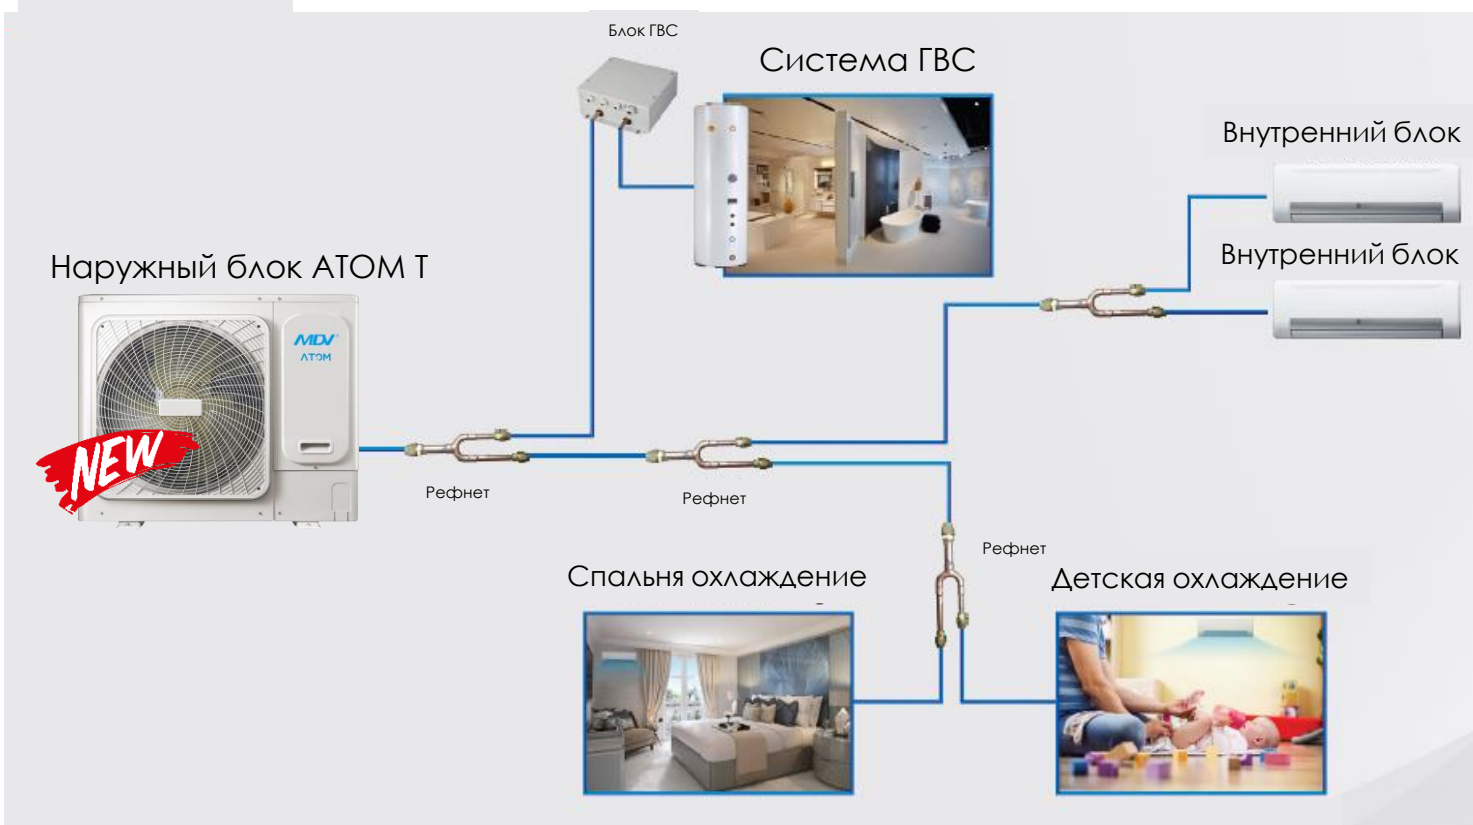 Блок ГВС
Система ГВС
Внутренний блок
Внутренний блок
Наружный блок ATOM T
MDV
ATOM
NEW
Рефнет
Рефнет
Рефнет
Спальня охлаждение
Детская охлаждение